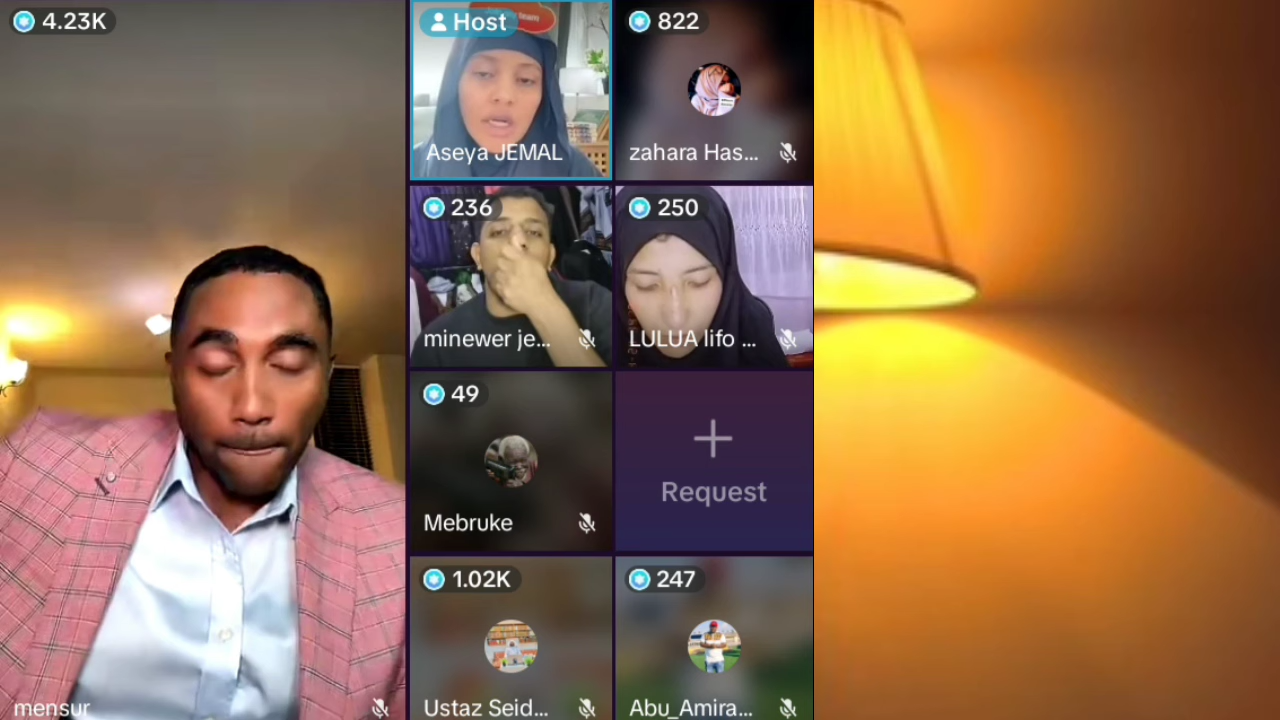 4.23K
mensur
Host
team
Aseya JEMAL
822
zahara Has...
236
minewer je...
250
LULUA lifo ...
49
Mebruke
Request
1.02K
Ustaz Seid...
247
Abu_Amira...